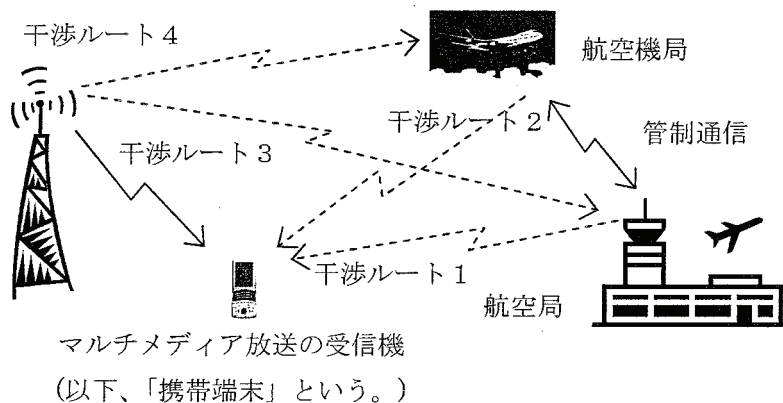 干渉ルート4
航空機局
干渉ルート2
管制通信
干渉ルート3
干渉ルート1
航空局
マルチメディア放送の受信機
(以下、「携帯端末」という。)